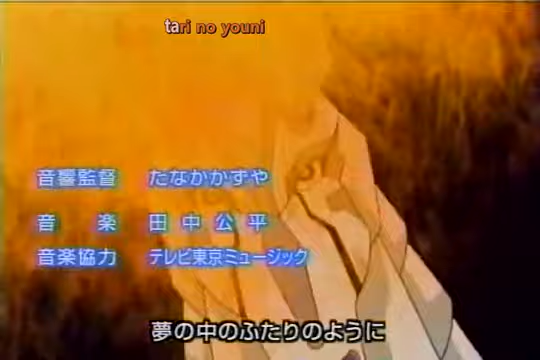 tari no youni
音響監督 たなかかずや
音 楽 田中公平
音楽協力 テレビ東京ミュージック
夢の中のふたりのように